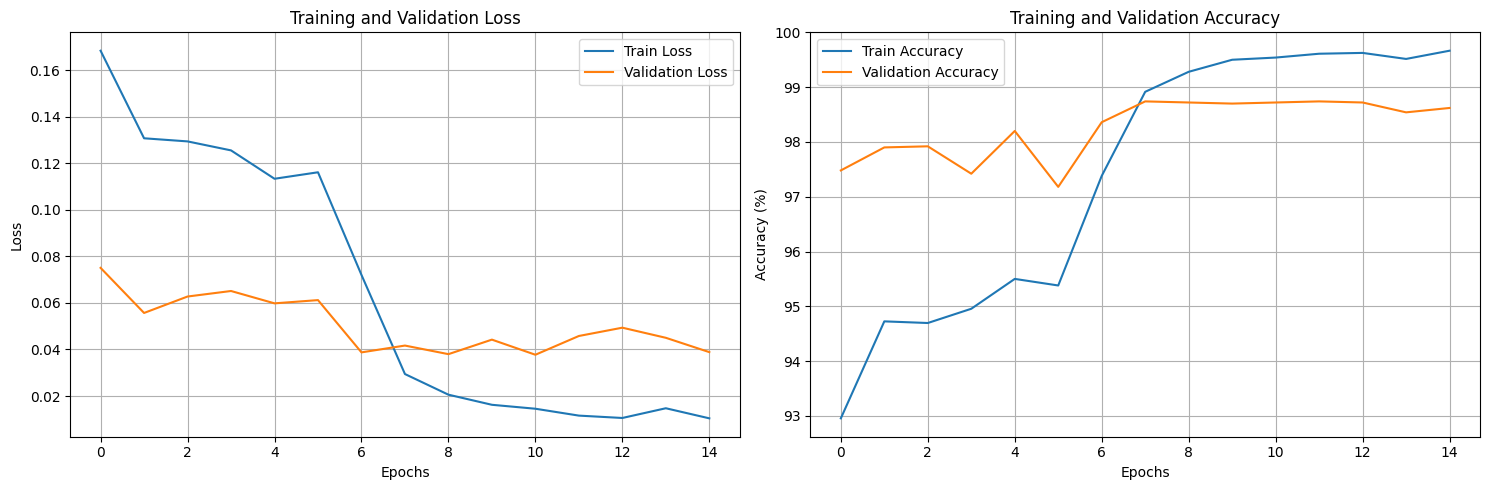 Training and Validation Loss
Train Loss
Validation Loss
0.16
0.14
0.12
0.10
0.08
0.06
0.04
0.02
Loss
0 2 4 6 8 10 12 14
Epochs
Training and Validation Accuracy
Train Accuracy
Validation Accuracy
100
99
98
97
96
95
94
93
Accuracy (%)
0 2 4 6 8 10 12 14
Epochs